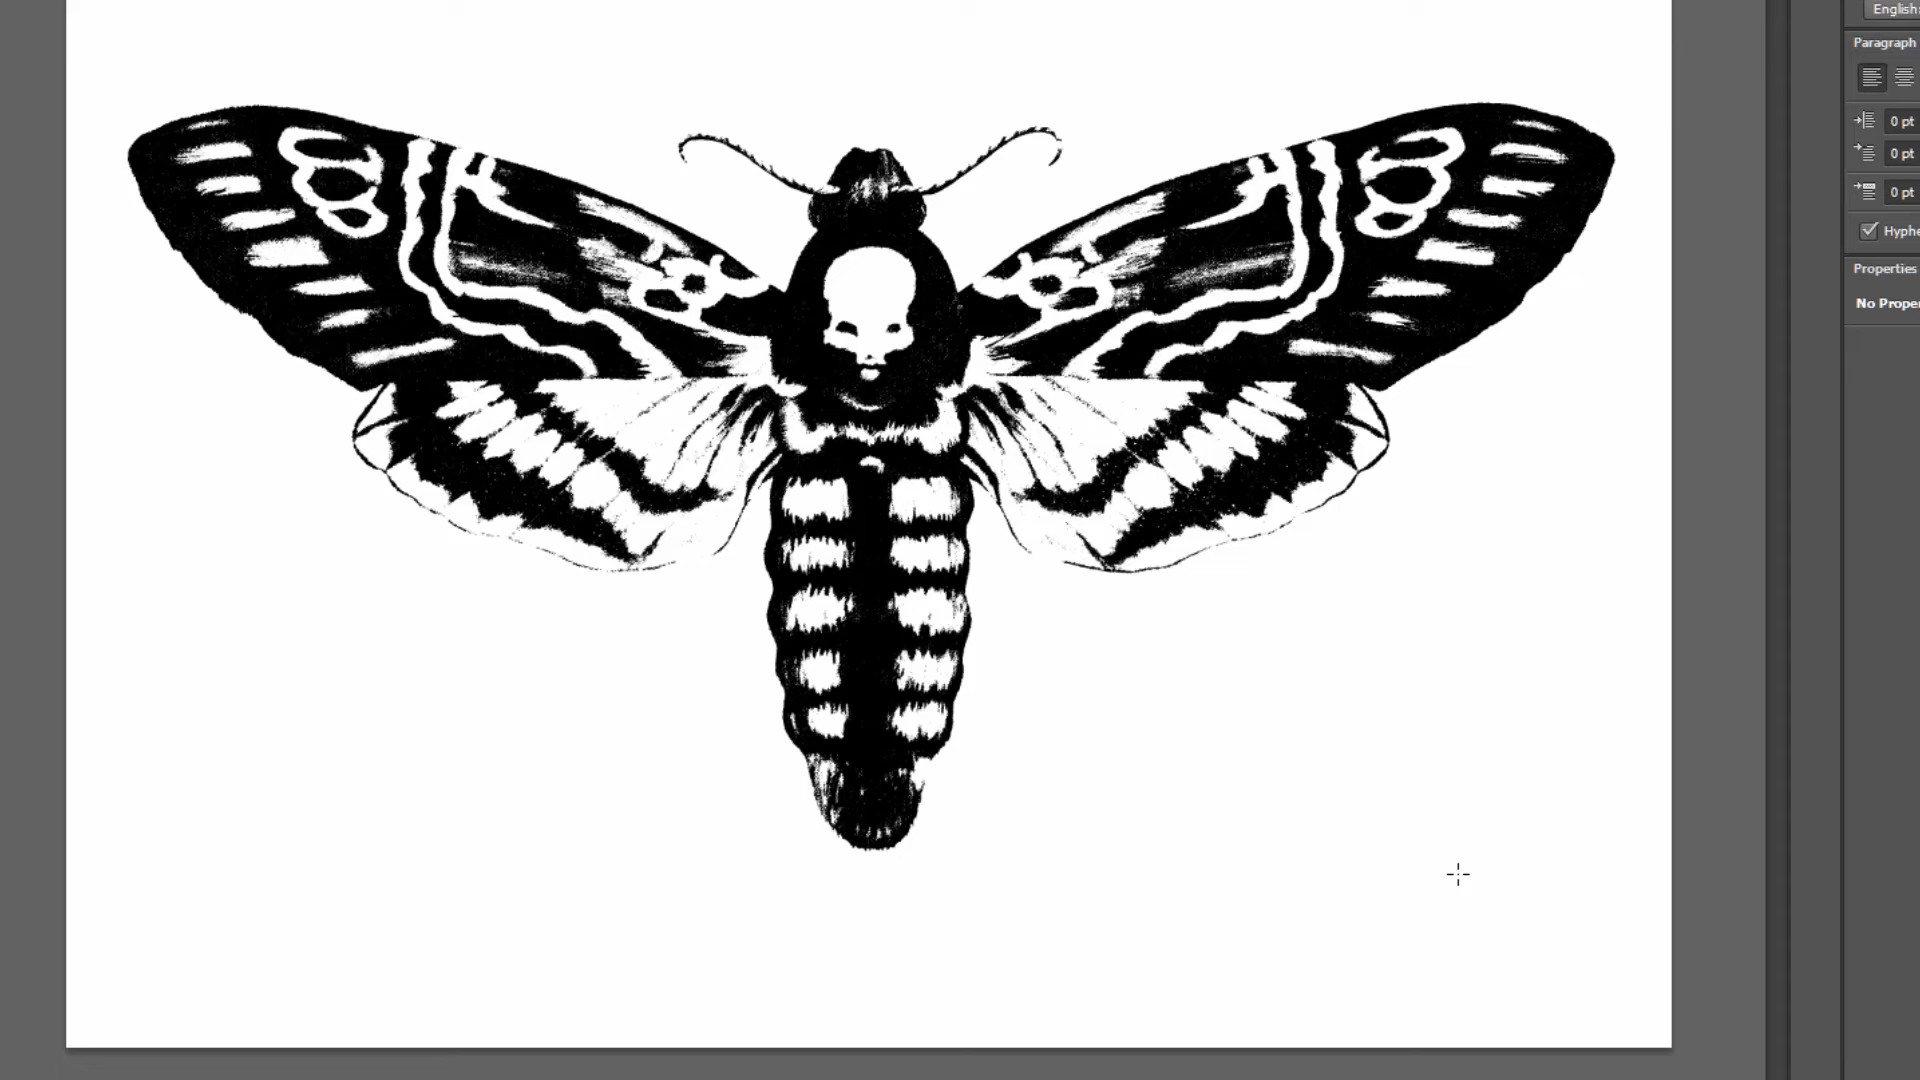 English:
Paragraph
0 pt
0 pt
0 pt
Hyphe
Properties
No Proper